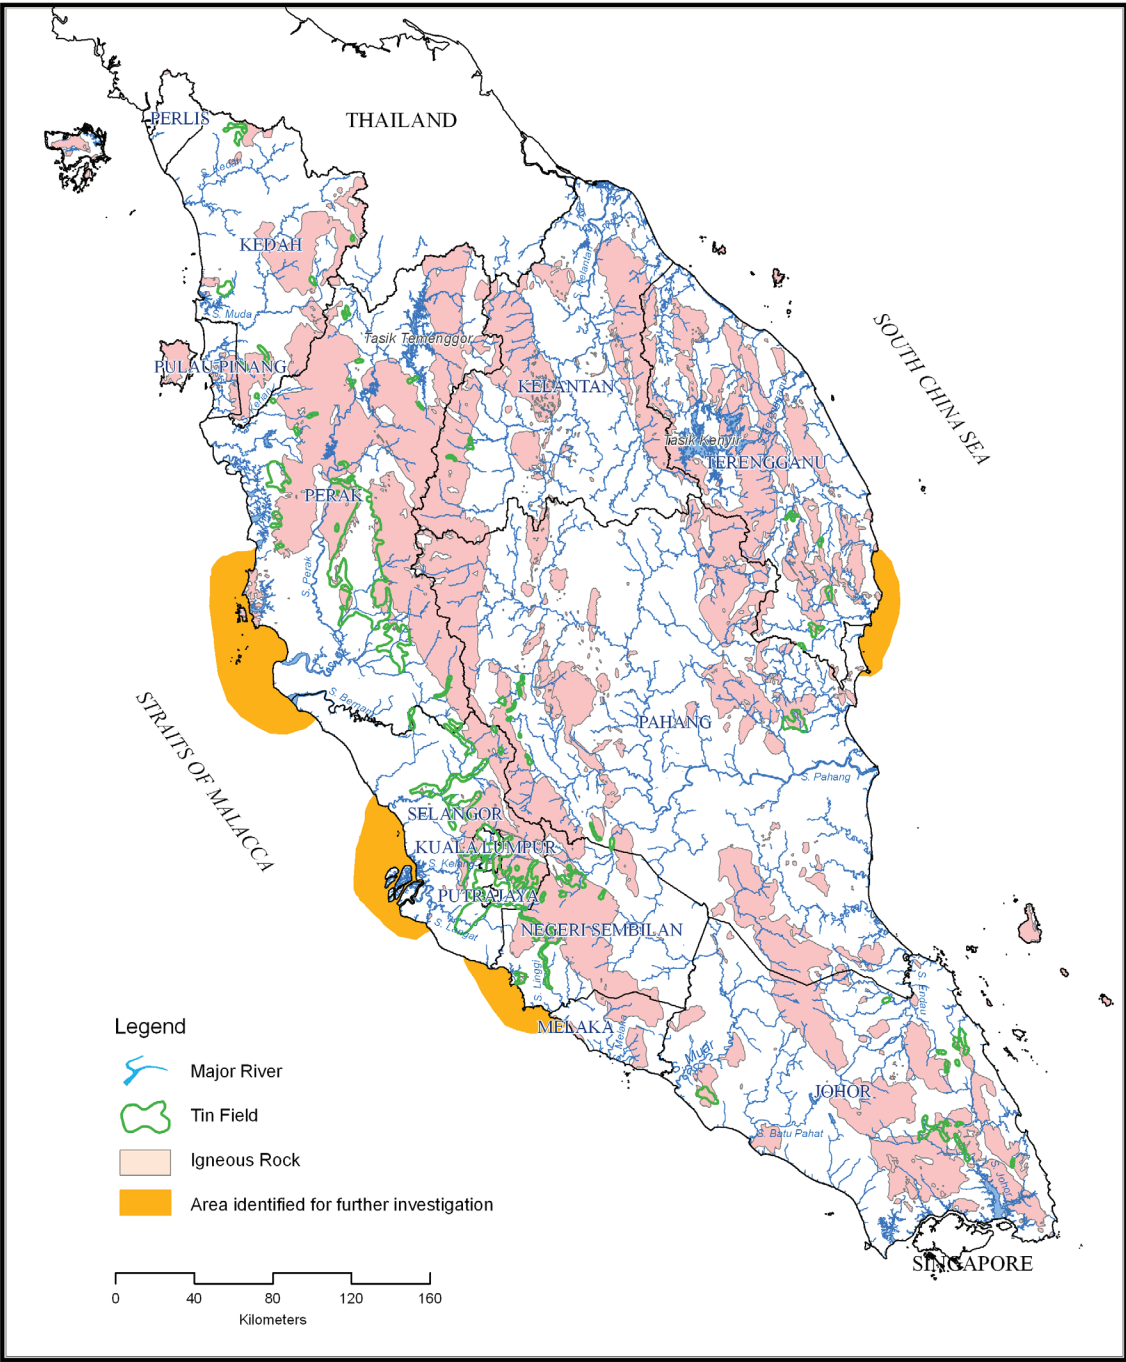 THAILAND
PERLIS
S. Kedah
KEDAH
S. Muda
PULAU PINANG
Tasik Temenggor
S. Kelantan
KELANTAN
SOUTH CHINA SEA
Tasik Kenyir
TERENGGANU
PERAK
S. Perak
S. Bernam
STRAITS OF MALACCA
PAHANG
S. Pahang
SELANGOR
KUALA LUMPUR
S. Kelang
PUTRAJAYA
S. Langat
NEGERI SEMBILAN
S. Linggi
MELAKA
Melaka
S. Endau
Muar
JOHOR
S. Batu Pahat
S. Johor
SINGAPORE
Legend
Major River
Tin Field
Igneous Rock
Area identified for further investigation
0 40 80 120 160
Kilometers